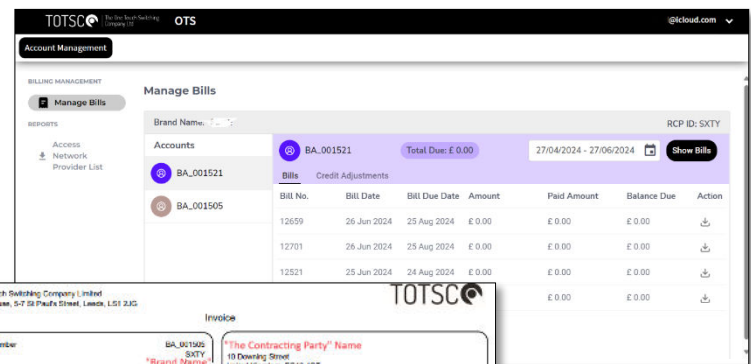 TOTSCO The One Touch Switching Company Ltd OTS @icloud.com
Account Management
BILLING MANAGEMENT
Manage Bills
REPORTS
Access Network Provider List
Manage Bills
Brand Name: RCP ID: SXTY
Accounts
BA_001521
BA_001505
BA_001521 Total Due: £ 0.00 27/04/2024 - 27/06/2024 Show Bills
Bills Credit Adjustments
Bill No. Bill Date Bill Due Date Amount Paid Amount Balance Due Action
12659 26 Jun 2024 25 Aug 2024 £ 0.00 £ 0.00 £ 0.00
12701 26 Jun 2024 25 Aug 2024 £ 0.00 £ 0.00 £ 0.00
12521 25 Jun 2024 24 Aug 2024 £ 0.00 £ 0.00 £ 0.00
£ 0.00 £ 0.00
ch Switching Company Limited
use, 5-7 St Paul's Street, Leeds, LS1 2JG
TOTSCO
Invoice
mber BA_001505
SXTY
"Brand Name"
"The Contracting Party" Name
10 Downing Street